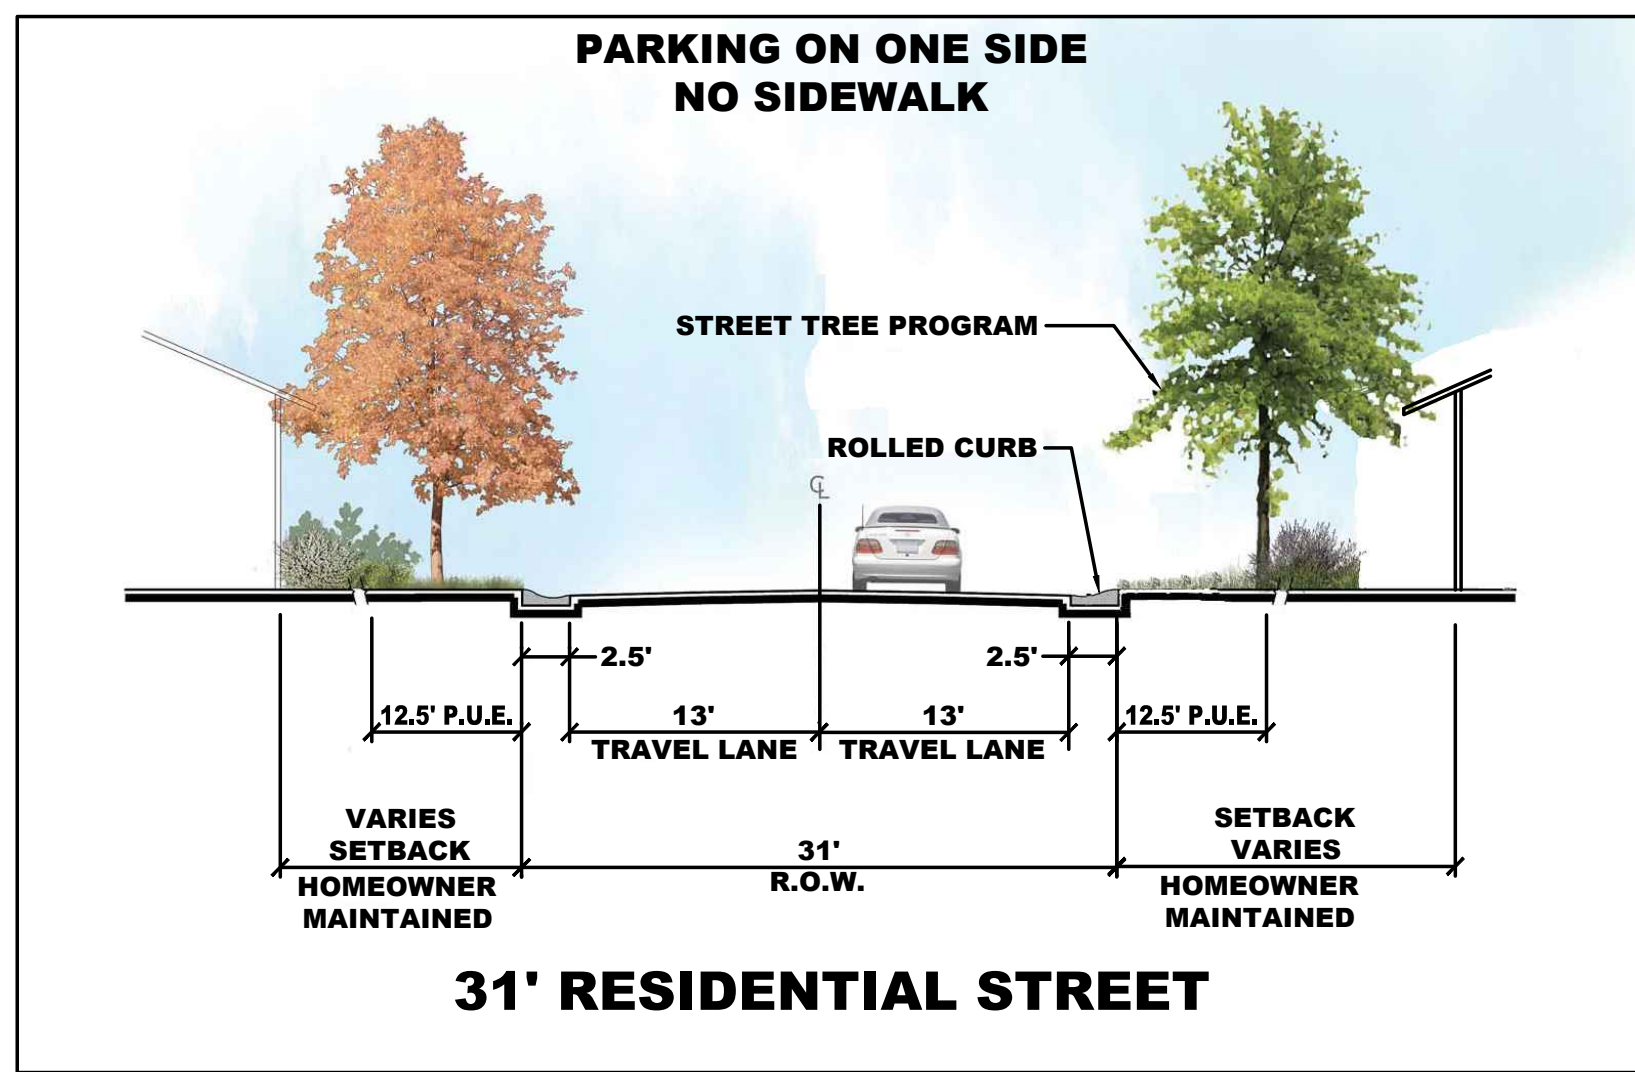 PARKING ON ONE SIDE
NO SIDEWALK
STREET TREE PROGRAM
ROLLED CURB
℄
2.5'
2.5'
12.5' P.U.E.
13'
TRAVEL LANE
13'
TRAVEL LANE
12.5' P.U.E.
VARIES
SETBACK
HOMEOWNER
MAINTAINED
31'
R.O.W.
SETBACK
VARIES
HOMEOWNER
MAINTAINED
31' RESIDENTIAL STREET